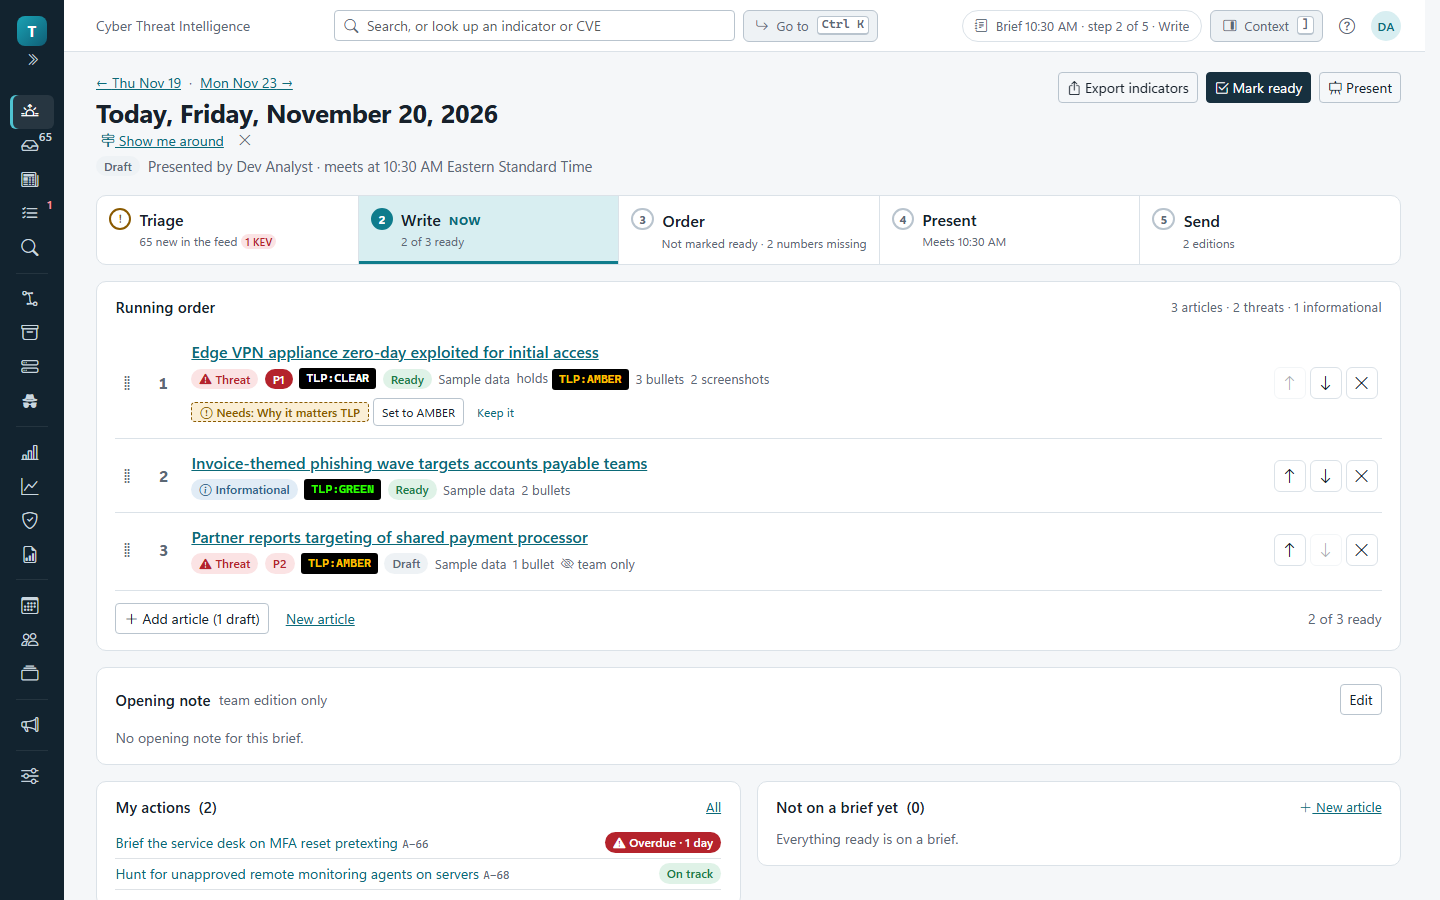 T
Cyber Threat Intelligence
Search, or look up an indicator or CVE
Go to Ctrl K
Brief 10:30 AM · step 2 of 5 · Write
Context ]
DA
65
1
← Thu Nov 19 · Mon Nov 23 →
Export indicators
Mark ready
Present
Today, Friday, November 20, 2026
Show me around
Draft Presented by Dev Analyst · meets at 10:30 AM Eastern Standard Time
! Triage
65 new in the feed 1 KEV
2 Write NOW
2 of 3 ready
3 Order
Not marked ready · 2 numbers missing
4 Present
Meets 10:30 AM
5 Send
2 editions
Running order
3 articles · 2 threats · 1 informational
1
Edge VPN appliance zero-day exploited for initial access
Threat P1 TLP:CLEAR Ready Sample data holds TLP:AMBER 3 bullets 2 screenshots
Needs: Why it matters TLP Set to AMBER Keep it
2
Invoice-themed phishing wave targets accounts payable teams
Informational TLP:GREEN Ready Sample data 2 bullets
3
Partner reports targeting of shared payment processor
Threat P2 TLP:AMBER Draft Sample data 1 bullet team only
+ Add article (1 draft) New article
2 of 3 ready
Opening note team edition only
Edit
No opening note for this brief.
My actions (2)
All
Brief the service desk on MFA reset pretexting A-66
Overdue · 1 day
Hunt for unapproved remote monitoring agents on servers A-68
On track
Not on a brief yet (0)
+ New article
Everything ready is on a brief.